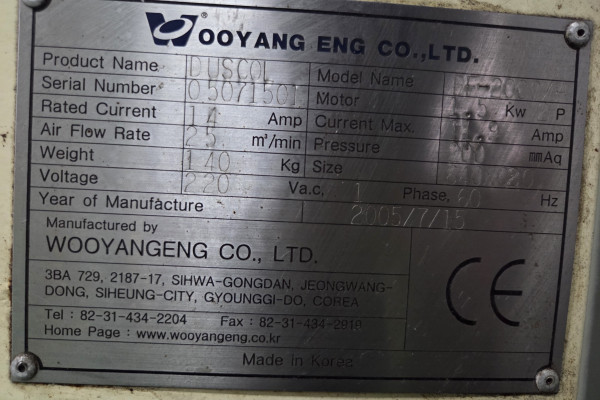 WOOYANG ENG CO.,LTD.
Product Name DUSCOL Model Name
Serial Number 05071501 Motor Kw P
Rated Current 14 Amp Current Max. Amp
Air Flow Rate 25 m³/min Pressure mmAq
Weight 140 Kg Size
Voltage 220 Va.c, 1 Phase, 60 Hz
Year of Manufacture 2005/7/15
Manufactured by
WOOYANGENG CO., LTD.
3BA 729, 2187-17, SIHWA-GONGDAN, JEONGWANG-
DONG, SIHEUNG-CITY, GYOUNGGI-DO, COREA
Tel : 82-31-434-2204 Fax : 82-31-434-2919
Home Page : www.wooyangeng.co.kr
CE
Made in Korea